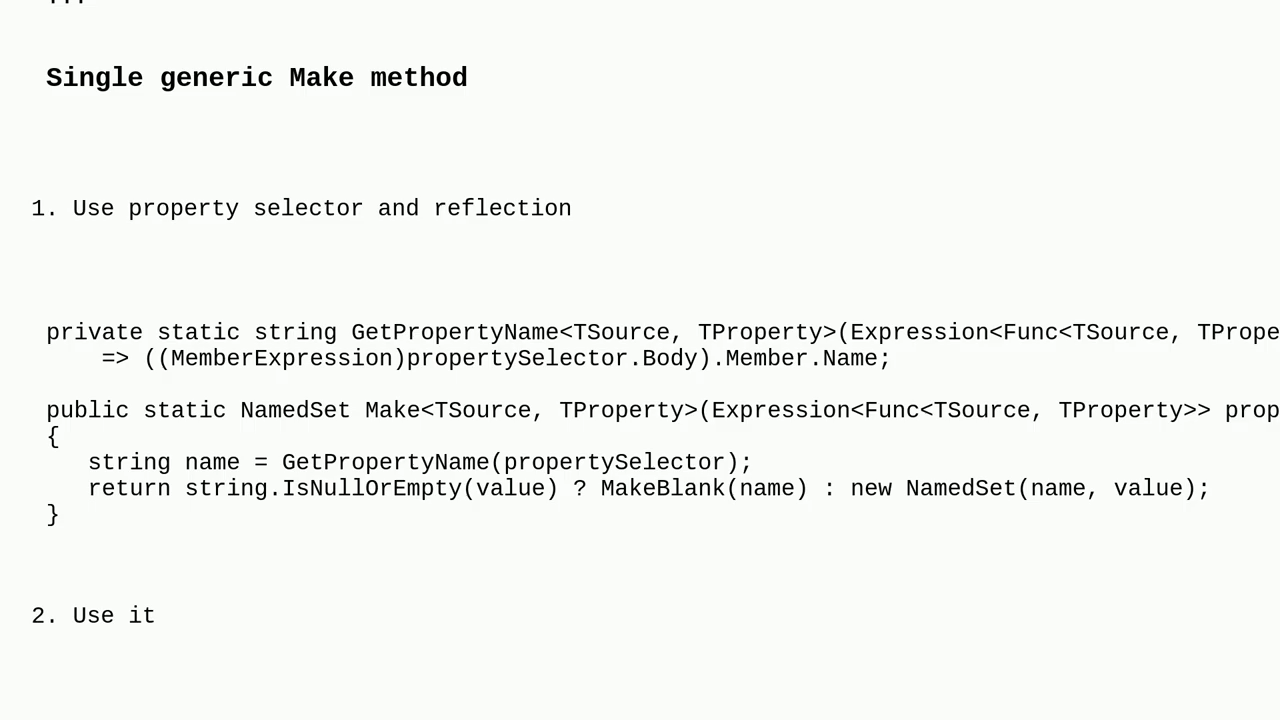 Single generic Make method
1. Use property selector and reflection
private static string GetPropertyName<TSource, TProperty>(Expression<Func<TSource, TPrope
=> ((MemberExpression)propertySelector.Body).Member.Name;
public static NamedSet Make<TSource, TProperty>(Expression<Func<TSource, TProperty>> prop
{
string name = GetPropertyName(propertySelector);
return string.IsNullOrEmpty(value) ? MakeBlank(name) : new NamedSet(name, value);
}
2. Use it